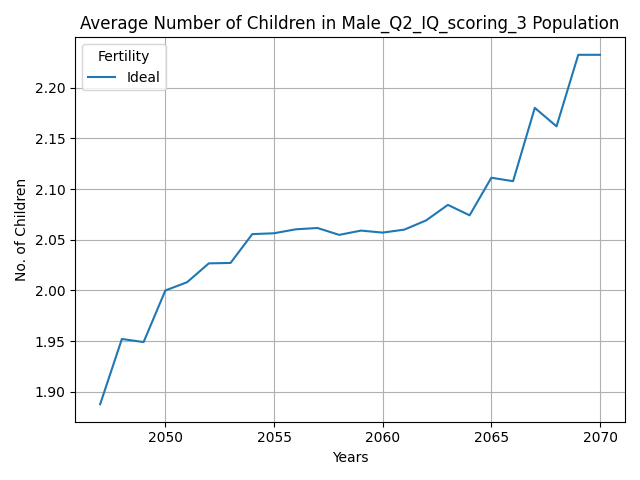 Average Number of Children in Male_Q2_IQ_scoring_3 Population
Fertility
Ideal
No. of Children
2.20
2.15
2.10
2.05
2.00
1.95
1.90
2050 2055 2060 2065 2070
Years